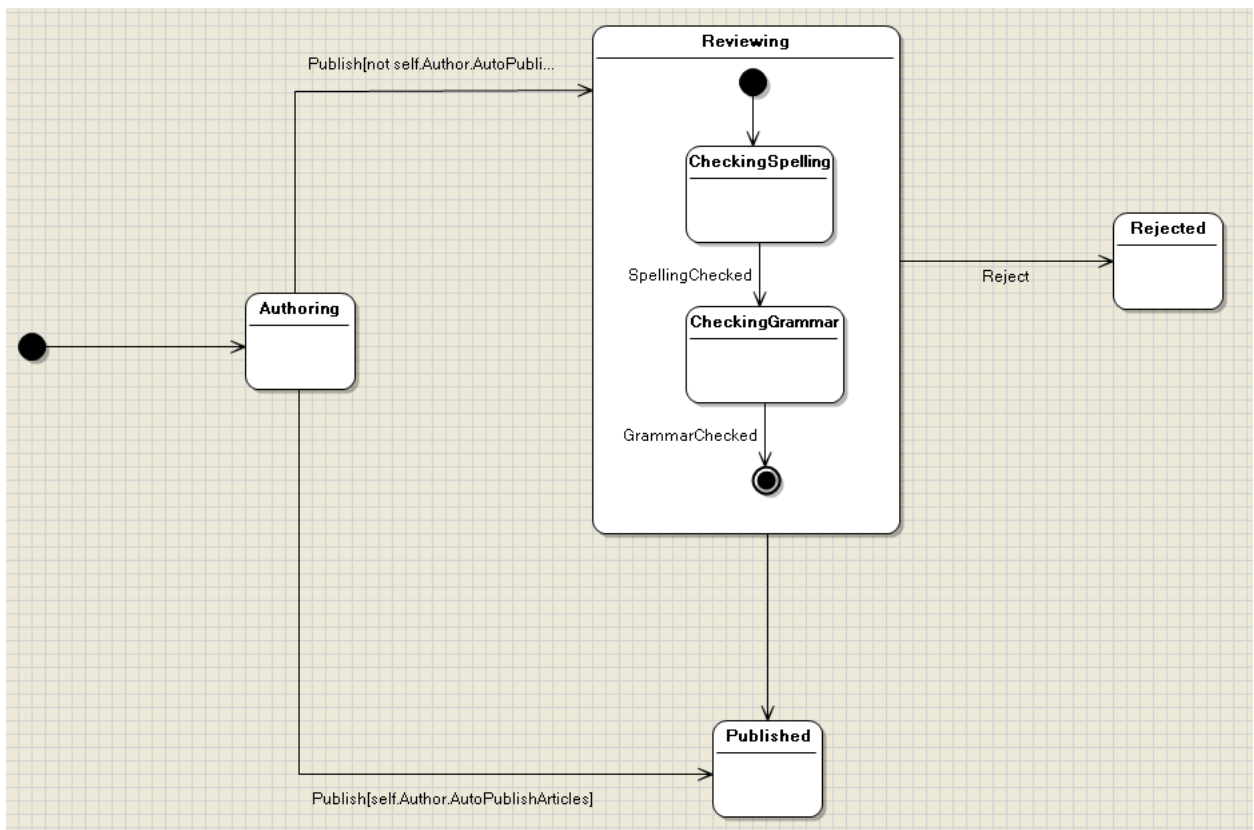 Reviewing
Publish[not self.Author.AutoPubli...
CheckingSpelling
Rejected
SpellingChecked
Reject
Authoring
CheckingGrammar
GrammarChecked
Published
Publish[self.Author.AutoPublishArticles]